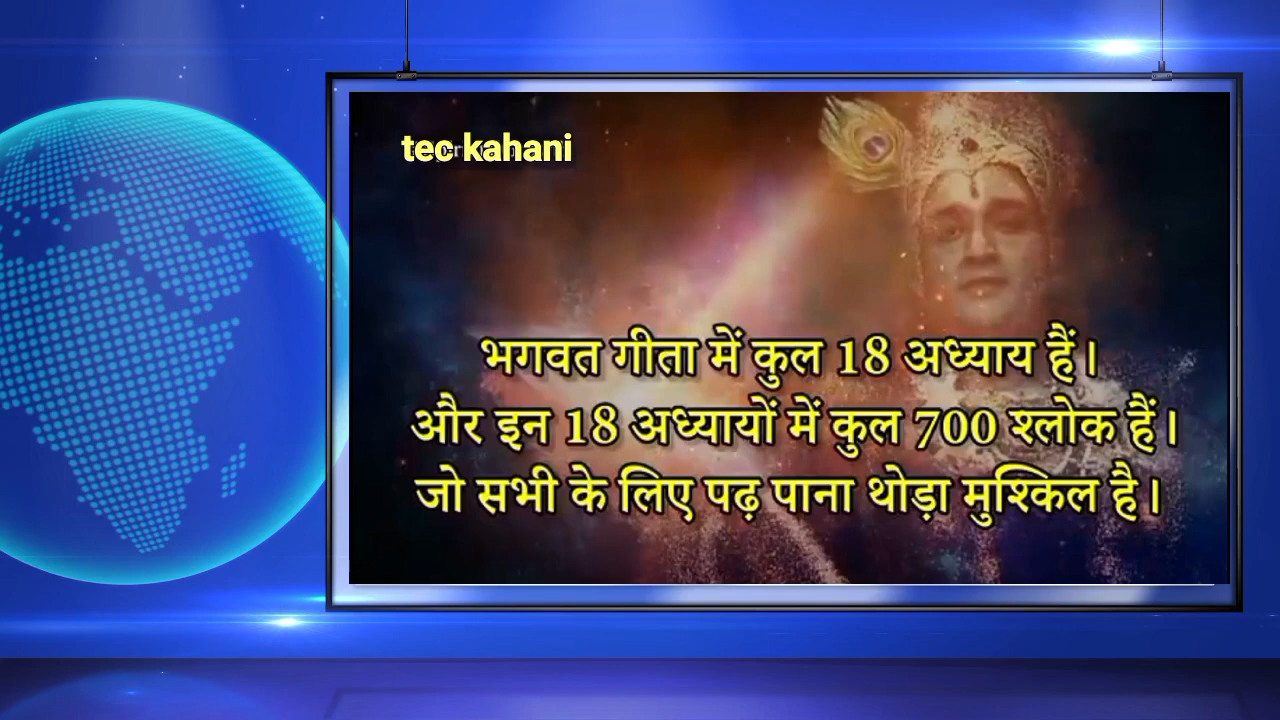 tec kahani
भगवत गीता में कुल 18 अध्याय हैं।
और इन 18 अध्यायों में कुल 700 श्लोक हैं।
जो सभी के लिए पढ़ पाना थोड़ा मुश्किल है।